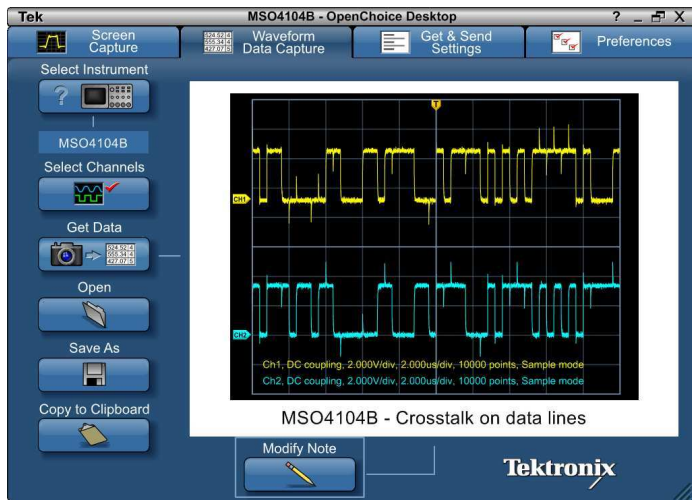 Tek
MSO4104B - OpenChoice Desktop
? _ X
Screen
Capture
Waveform
Data Capture
Get & Send
Settings
Preferences
Select Instrument
?
MSO4104B
Select Channels
Get Data
Open
Save As
Copy to Clipboard
T
CH1
CH2
Ch1, DC coupling, 2.000V/div, 2.000us/div, 10000 points, Sample mode
Ch2, DC coupling, 2.000V/div, 2.000us/div, 10000 points, Sample mode
MSO4104B - Crosstalk on data lines
Modify Note
Tektronix